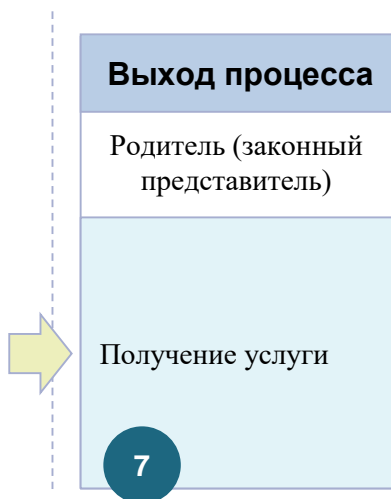 Выход процесса
Родитель (законный
представитель)
Получение услуги
7